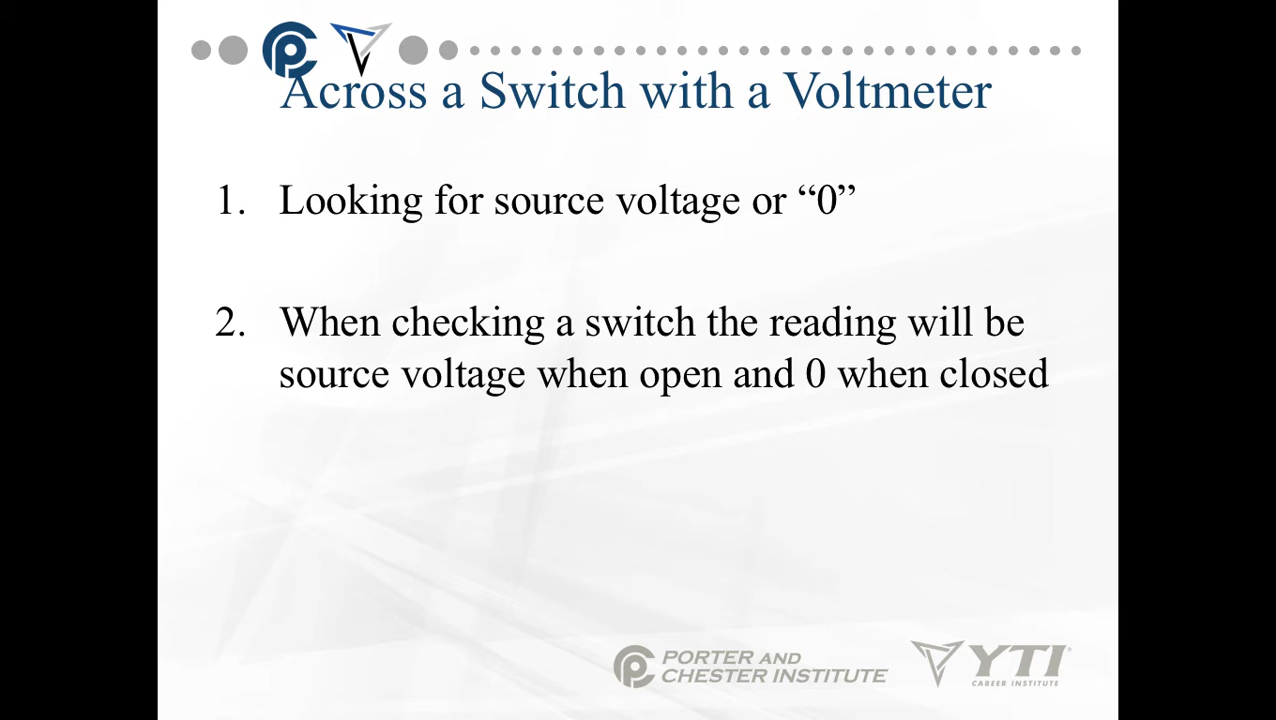 Across a Switch with a Voltmeter
1. Looking for source voltage or “0”
2. When checking a switch the reading will be
source voltage when open and 0 when closed
PORTER AND
CHESTER INSTITUTE
YTI
CAREER INSTITUTE